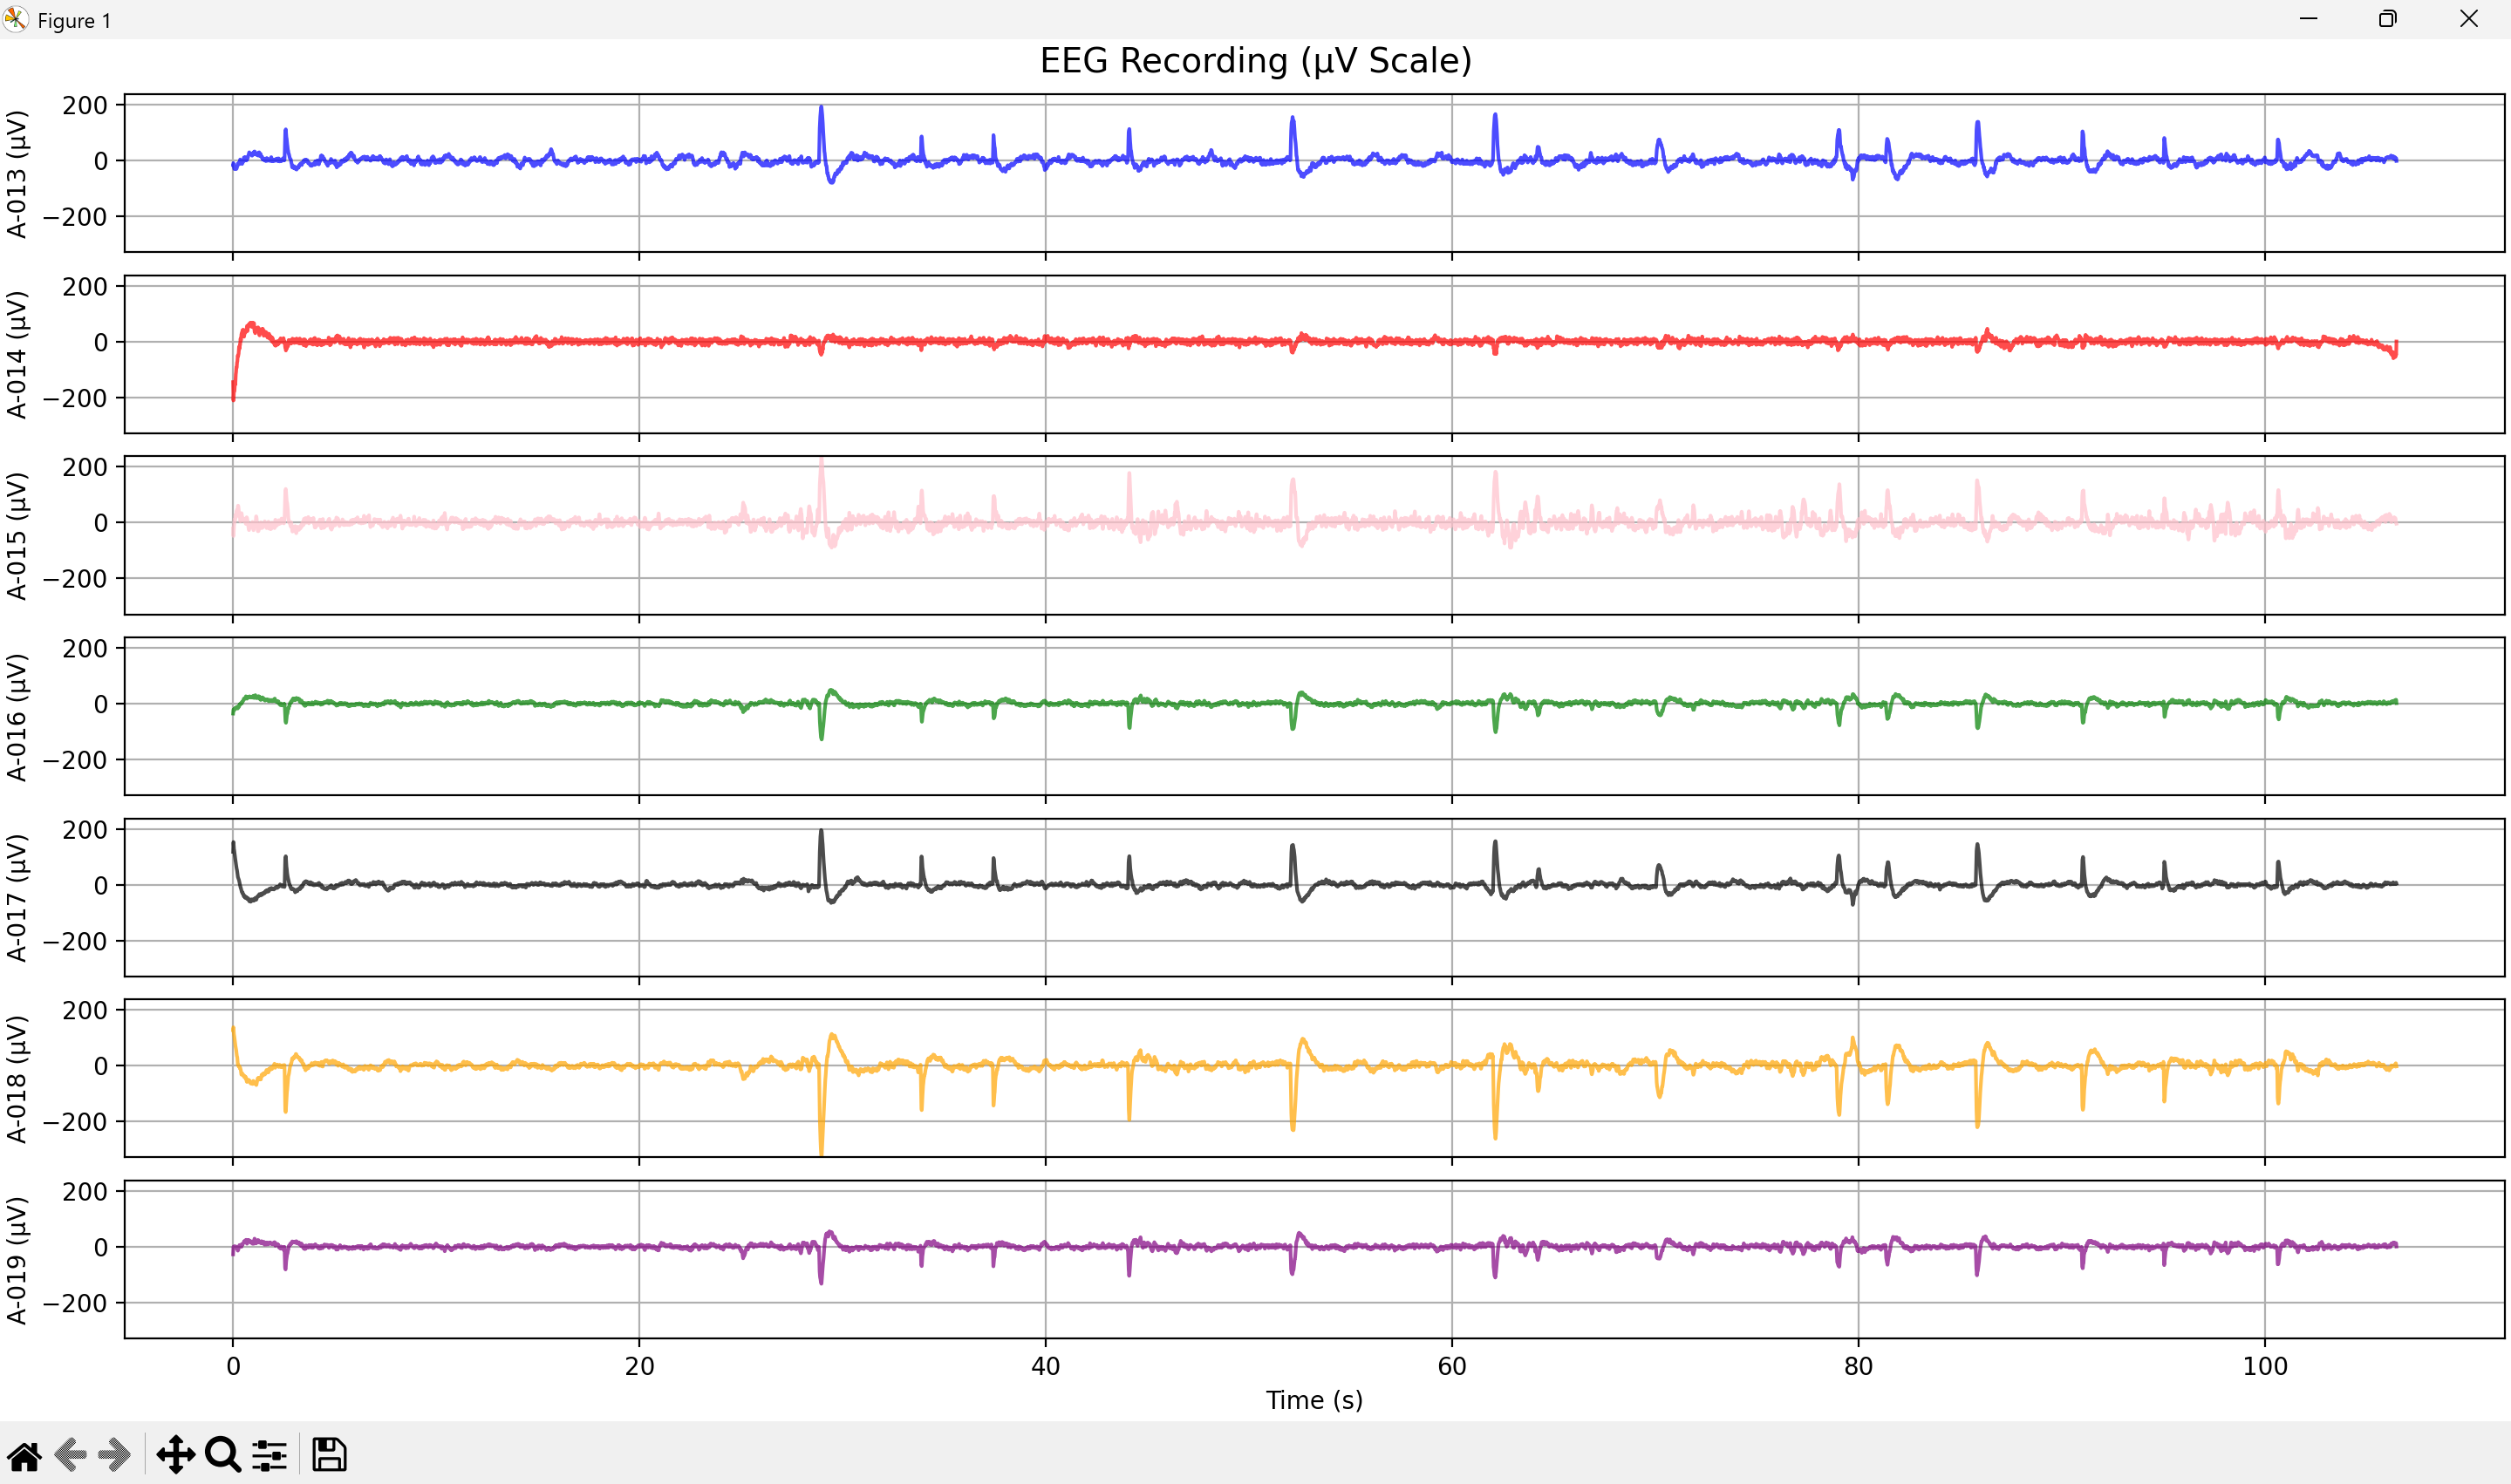 Figure 1
EEG Recording (µV Scale)
A-013 (µV)
200
0
−200
A-014 (µV)
200
0
−200
A-015 (µV)
200
0
−200
A-016 (µV)
200
0
−200
A-017 (µV)
200
0
−200
A-018 (µV)
200
0
−200
A-019 (µV)
200
0
−200
0 20 40 60 80 100
Time (s)